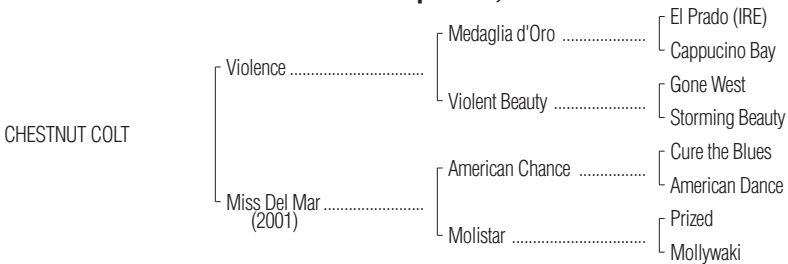 El Prado (IRE)
Medaglia d'Oro ....................
Cappucino Bay
Violence ................................
Gone West
Violent Beauty ......................
Storming Beauty
CHESTNUT COLT
Cure the Blues
American Chance ................
American Dance
Miss Del Mar ........................
(2001)
Prized
Molistar ................................
Mollywaki